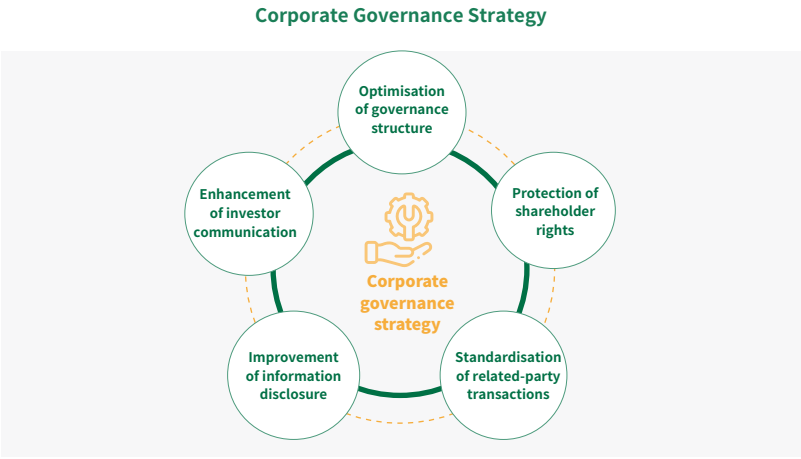 Corporate Governance Strategy
Optimisation
of governance
structure
Protection of
shareholder
rights
Standardisation
of related-party
transactions
Improvement
of information
disclosure
Enhancement
of investor
communication
Corporate
governance
strategy